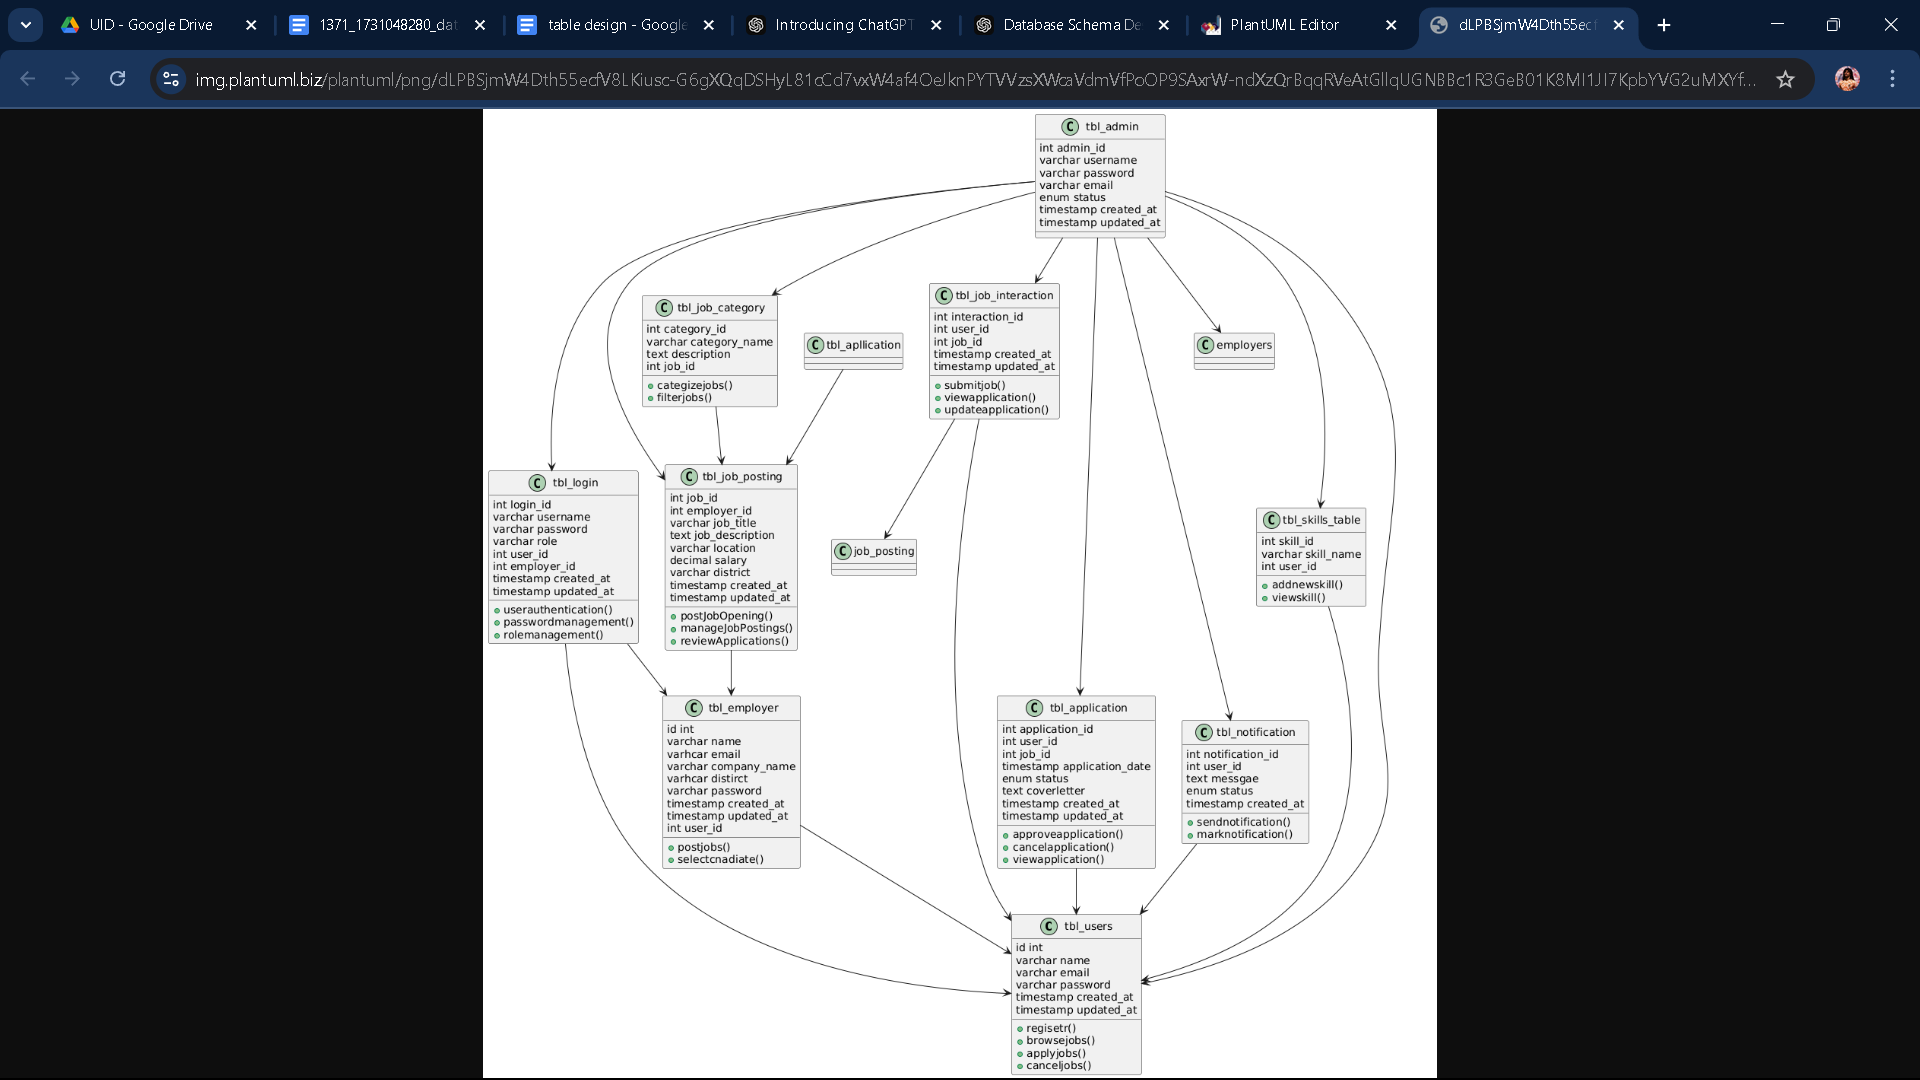 UID - Google Drive
1371_1731048280_dat
table design - Google
Introducing ChatGPT
Database Schema De
PlantUML Editor
dLPBSjmW4Dth55ecf
img.plantuml.biz/plantuml/png/
C tbl_admin
int admin_id
varchar username
varchar password
varchar email
enum status
timestamp created_at
timestamp updated_at
C tbl_job_category
int category_id
varchar category_name
text description
int job_id
categizejobs()
filterjobs()
C tbl_apllication
C tbl_job_interaction
int interaction_id
int user_id
int job_id
timestamp created_at
timestamp updated_at
submitjob()
viewapplication()
updateapplication()
C employers
C tbl_login
int login_id
varchar username
varchar password
varchar role
int user_id
int employer_id
timestamp created_at
timestamp updated_at
userauthentication()
passwordmanagement()
rolemanagement()
C tbl_job_posting
int job_id
int employer_id
varchar job_title
text job_description
varchar location
decimal salary
varchar district
timestamp created_at
timestamp updated_at
postJobOpening()
manageJobPostings()
reviewApplications()
C job_posting
C tbl_skills_table
int skill_id
varchar skill_name
int user_id
addnewskill()
viewskill()
C tbl_employer
id int
varchar name
varhcar email
varchar company_name
varhcar distirct
varchar password
timestamp created_at
timestamp updated_at
int user_id
postjobs()
selectcnadiate()
C tbl_application
int application_id
int user_id
int job_id
timestamp application_date
enum status
text coverletter
timestamp created_at
timestamp updated_at
approveapplication()
cancelapplication()
viewapplication()
C tbl_notification
int notification_id
int user_id
text messgae
enum status
timestamp created_at
sendnotification()
marknotification()
C tbl_users
id int
varchar name
varchar email
varchar password
timestamp created_at
timestamp updated_at
regisetr()
browsejobs()
applyjobs()
canceljobs()